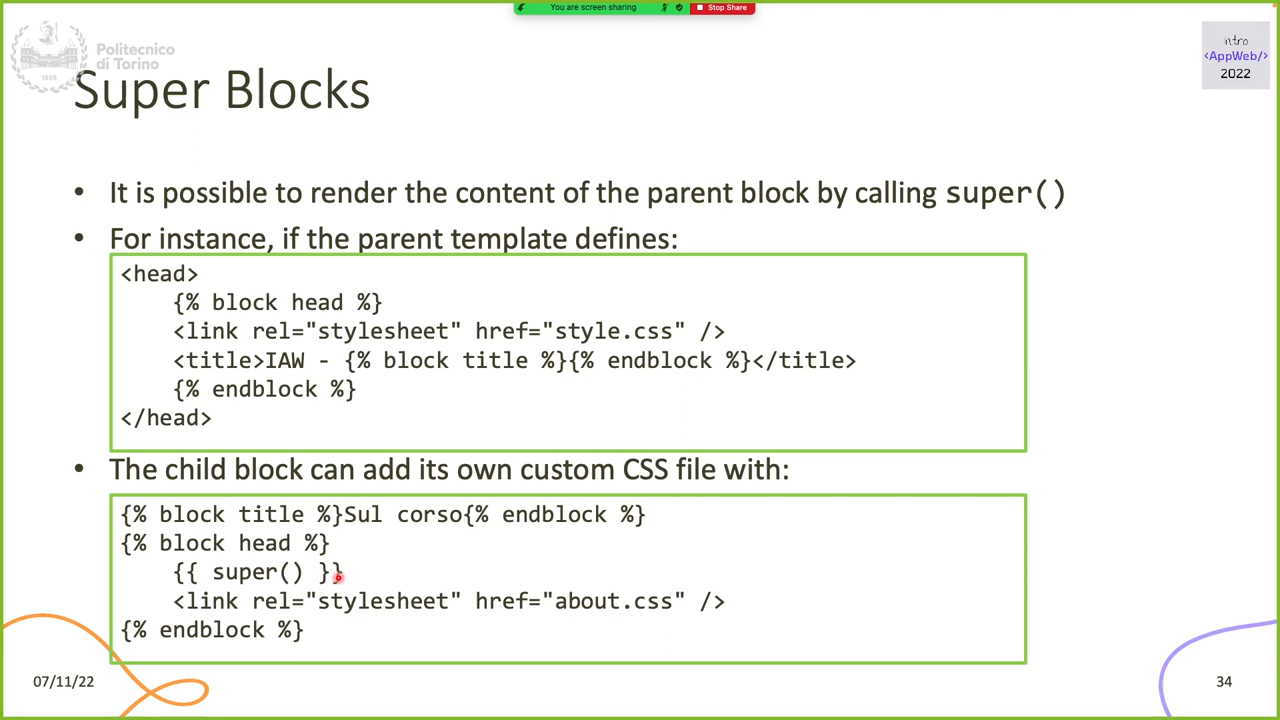 You are screen sharing
Stop Share
Politecnico
di Torino
1859
intro
<AppWeb/>
2022
Super Blocks
• It is possible to render the content of the parent block by calling super()
• For instance, if the parent template defines:
<head>
    {% block head %}
    <link rel="stylesheet" href="style.css" />
    <title>IAW - {% block title %}{% endblock %}</title>
    {% endblock %}
</head>
• The child block can add its own custom CSS file with:
{% block title %}Sul corso{% endblock %}
{% block head %}
    {{ super() }}
    <link rel="stylesheet" href="about.css" />
{% endblock %}
07/11/22
34